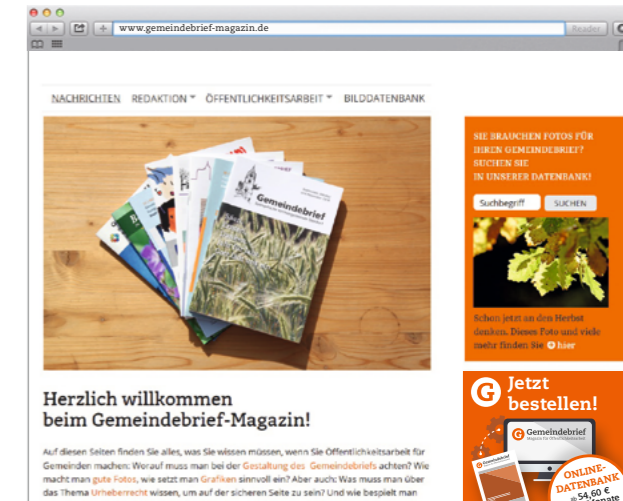 www.gemeindebrief-magazin.de
Reader
NACHRICHTEN REDAKTION ÖFFENTLICHKEITSARBEIT BILDDATENBANK
Gemeindebrief
Herzlich willkommen
beim Gemeindebrief-Magazin!
Auf diesen Seiten finden Sie alles, was Sie wissen müssen, wenn Sie Öffentlichkeitsarbeit für
Gemeinden machen: Worauf muss man bei der Gestaltung des Gemeindebriefs achten? Wie
macht man gute Fotos, wie setzt man Grafiken sinnvoll ein? Aber auch: Was muss man über
das Thema Urheberrecht wissen, um auf der sicheren Seite zu sein? Und wie bespielt man
SIE BRAUCHEN FOTOS FÜR
IHREN GEMEINDEBRIEF?
SUCHEN SIE
IN UNSERER DATENBANK!
Suchbegriff SUCHEN
Schon jetzt an den Herbst
denken. Dieses Foto und viele
mehr finden Sie hier
G Jetzt
bestellen!
G Gemeindebrief
Magazin für Öffentlichkeitsarbeit
ONLINE-
DATENBANK
54,60 €